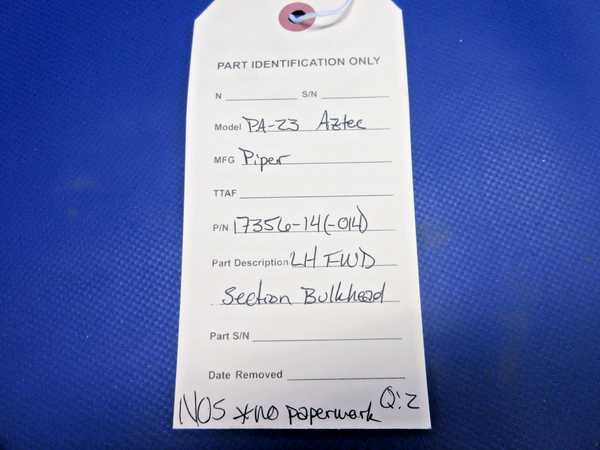 PART IDENTIFICATION ONLY
N S/N
Model PA-23 Aztec
MFG Piper
TTAF
P/N 17356-14(-014)
Part Description LH FWD
Section Bulkhead
Part S/N
Date Removed
NOS *no paperwork Q:2